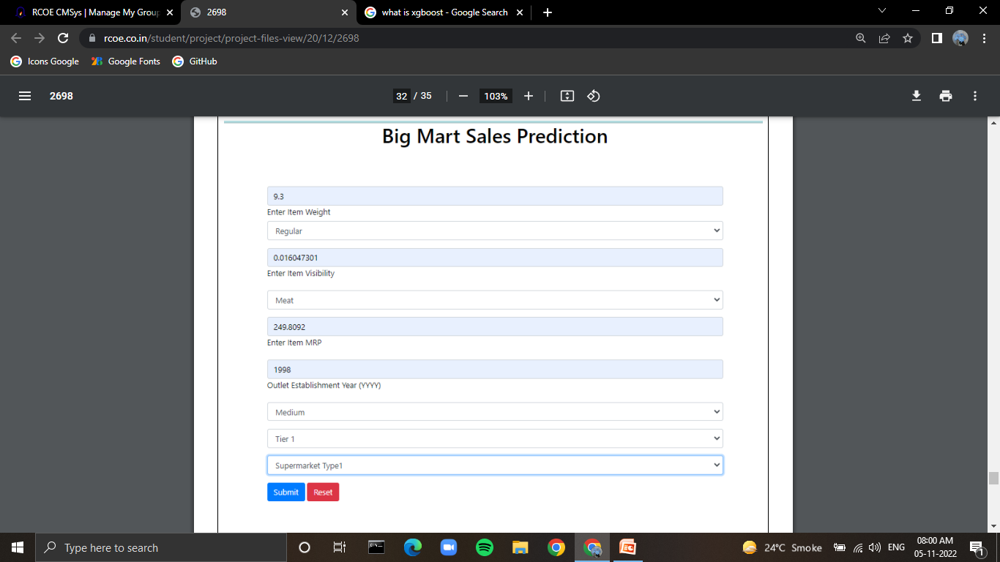 RCOE CMSys | Manage My Group
2698
what is xgboost - Google Search
rcoe.co.in/student/project/project-files-view/20/12/2698
Icons Google
Google Fonts
GitHub
2698
32 / 35
103%
Big Mart Sales Prediction
9.3
Enter Item Weight
Regular
0.016047301
Enter Item Visibility
Meat
249.8092
Enter Item MRP
1998
Outlet Establishment Year (YYYY)
Medium
Tier 1
Supermarket Type1
Submit Reset
Type here to search
24°C Smoke
ENG
08:00 AM
05-11-2022
1